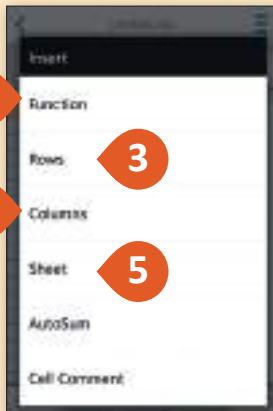 Insert
Function
Rows
3
Columns
Sheet
5
AutoSum
Cell Comment